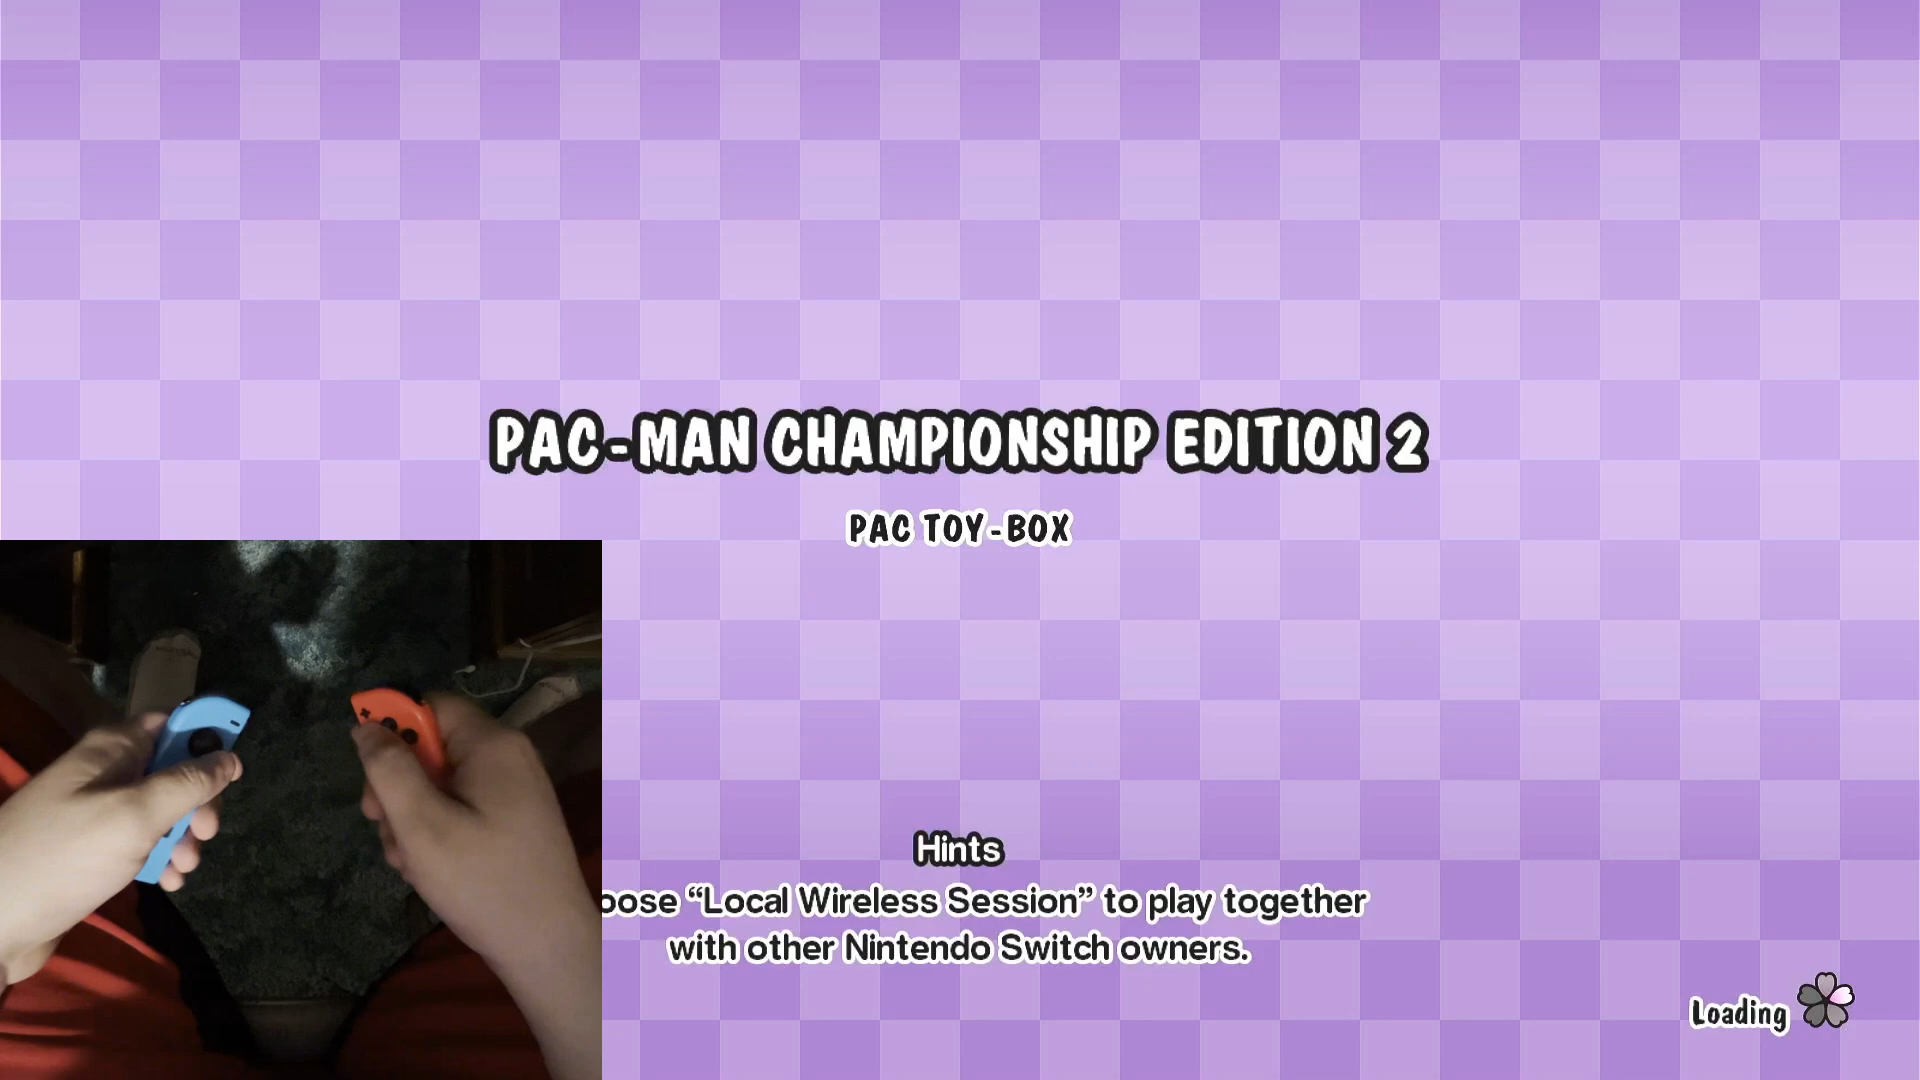 PAC-MAN CHAMPIONSHIP EDITION 2
PAC TOY-BOX
Hints
“Local Wireless Session” to play together
with other Nintendo Switch owners.
Loading